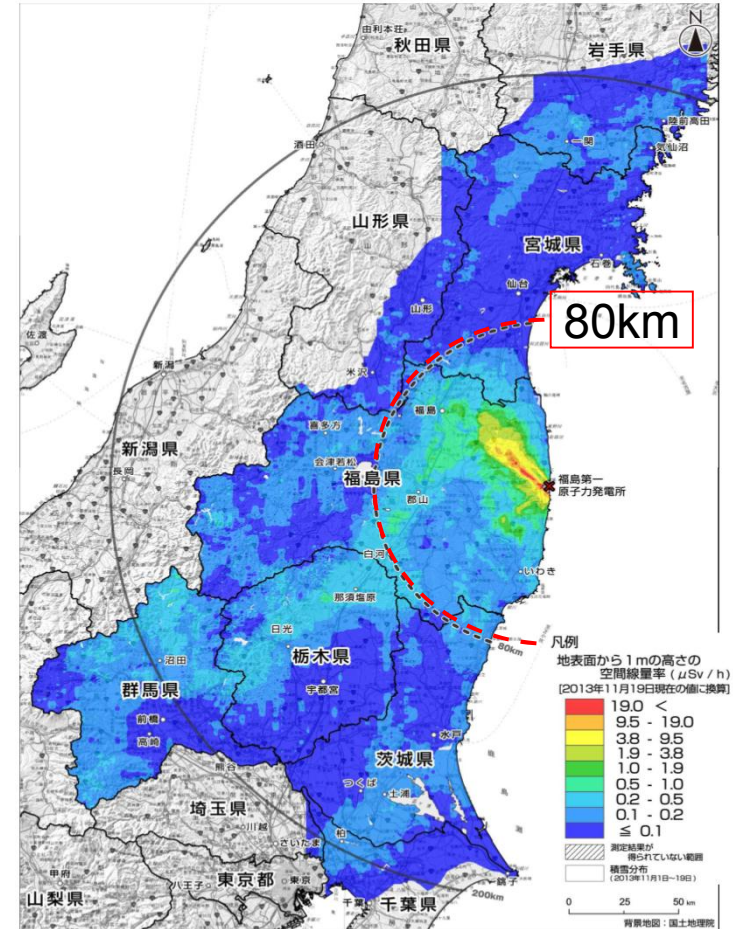 N
由利本荘
秋田県
岩手県
陸前高田
一関
気仙沼
酒田
山形県
宮城県
石巻
仙台
山形
80km
佐渡
新潟
米沢
福島
喜多方
新潟県
会津若松
福島県
福島第一
原子力発電所
長岡
郡山
白河
いわき
那須塩原
日光
80km
沼田
栃木県
群馬県
宇都宮
前橋
高崎
水戸
茨城県
熊谷
つくば
土浦
埼玉県
川越
柏
さいたま
甲府
八王子
東京都
東京
銚子
山梨県
千葉
千葉県
200km
凡例
地表面から1mの高さの
空間線量率 (μSv / h)
[2013年11月19日現在の値に換算]
19.0 <
9.5 - 19.0
3.8 - 9.5
1.9 - 3.8
1.0 - 1.9
0.5 - 1.0
0.2 - 0.5
0.1 - 0.2
≦ 0.1
測定結果が
得られていない範囲
積雪分布
(2013年11月1日~19日)
0 25 50 km
背景地図:国土地理院